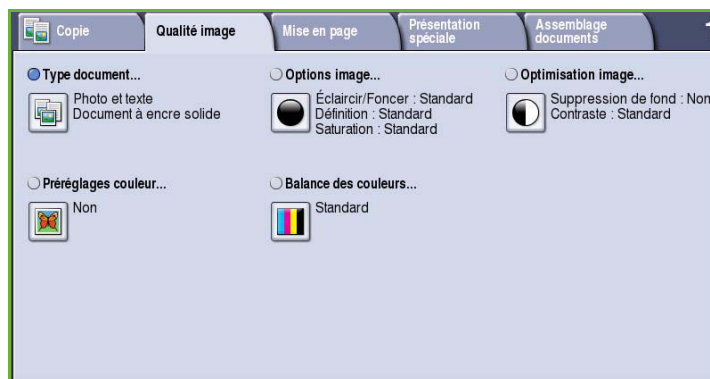 Copie
Qualité image
Mise en page
Présentation
spéciale
Assemblage
documents
Type document...
Photo et texte
Document à encre solide
Options image...
Éclaircir/Foncer : Standard
Définition : Standard
Saturation : Standard
Optimisation image...
Suppression de fond : Non
Contraste : Standard
Préréglages couleur...
Non
Balance des couleurs...
Standard